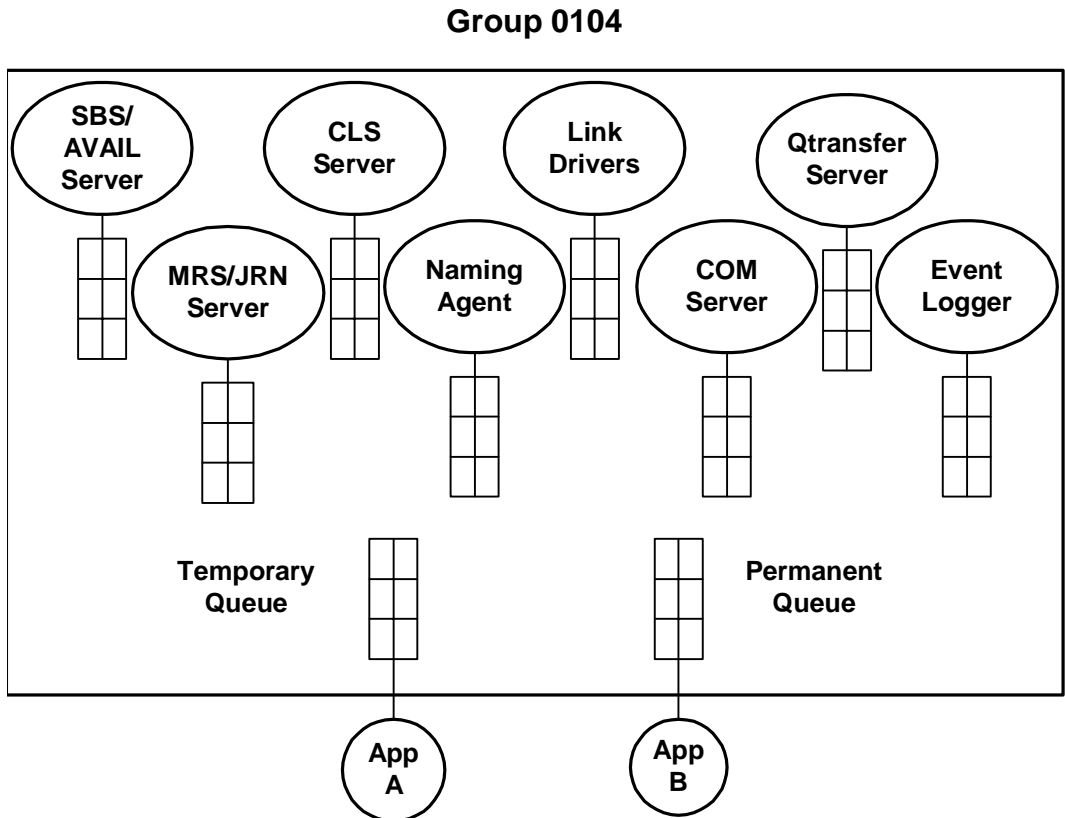 Group 0104
SBS/
AVAIL
Server
CLS
Server
Link
Drivers
Qtransfer
Server
MRS/JRN
Server
Naming
Agent
COM
Server
Event
Logger
Temporary
Queue
Permanent
Queue
App
A
App
B